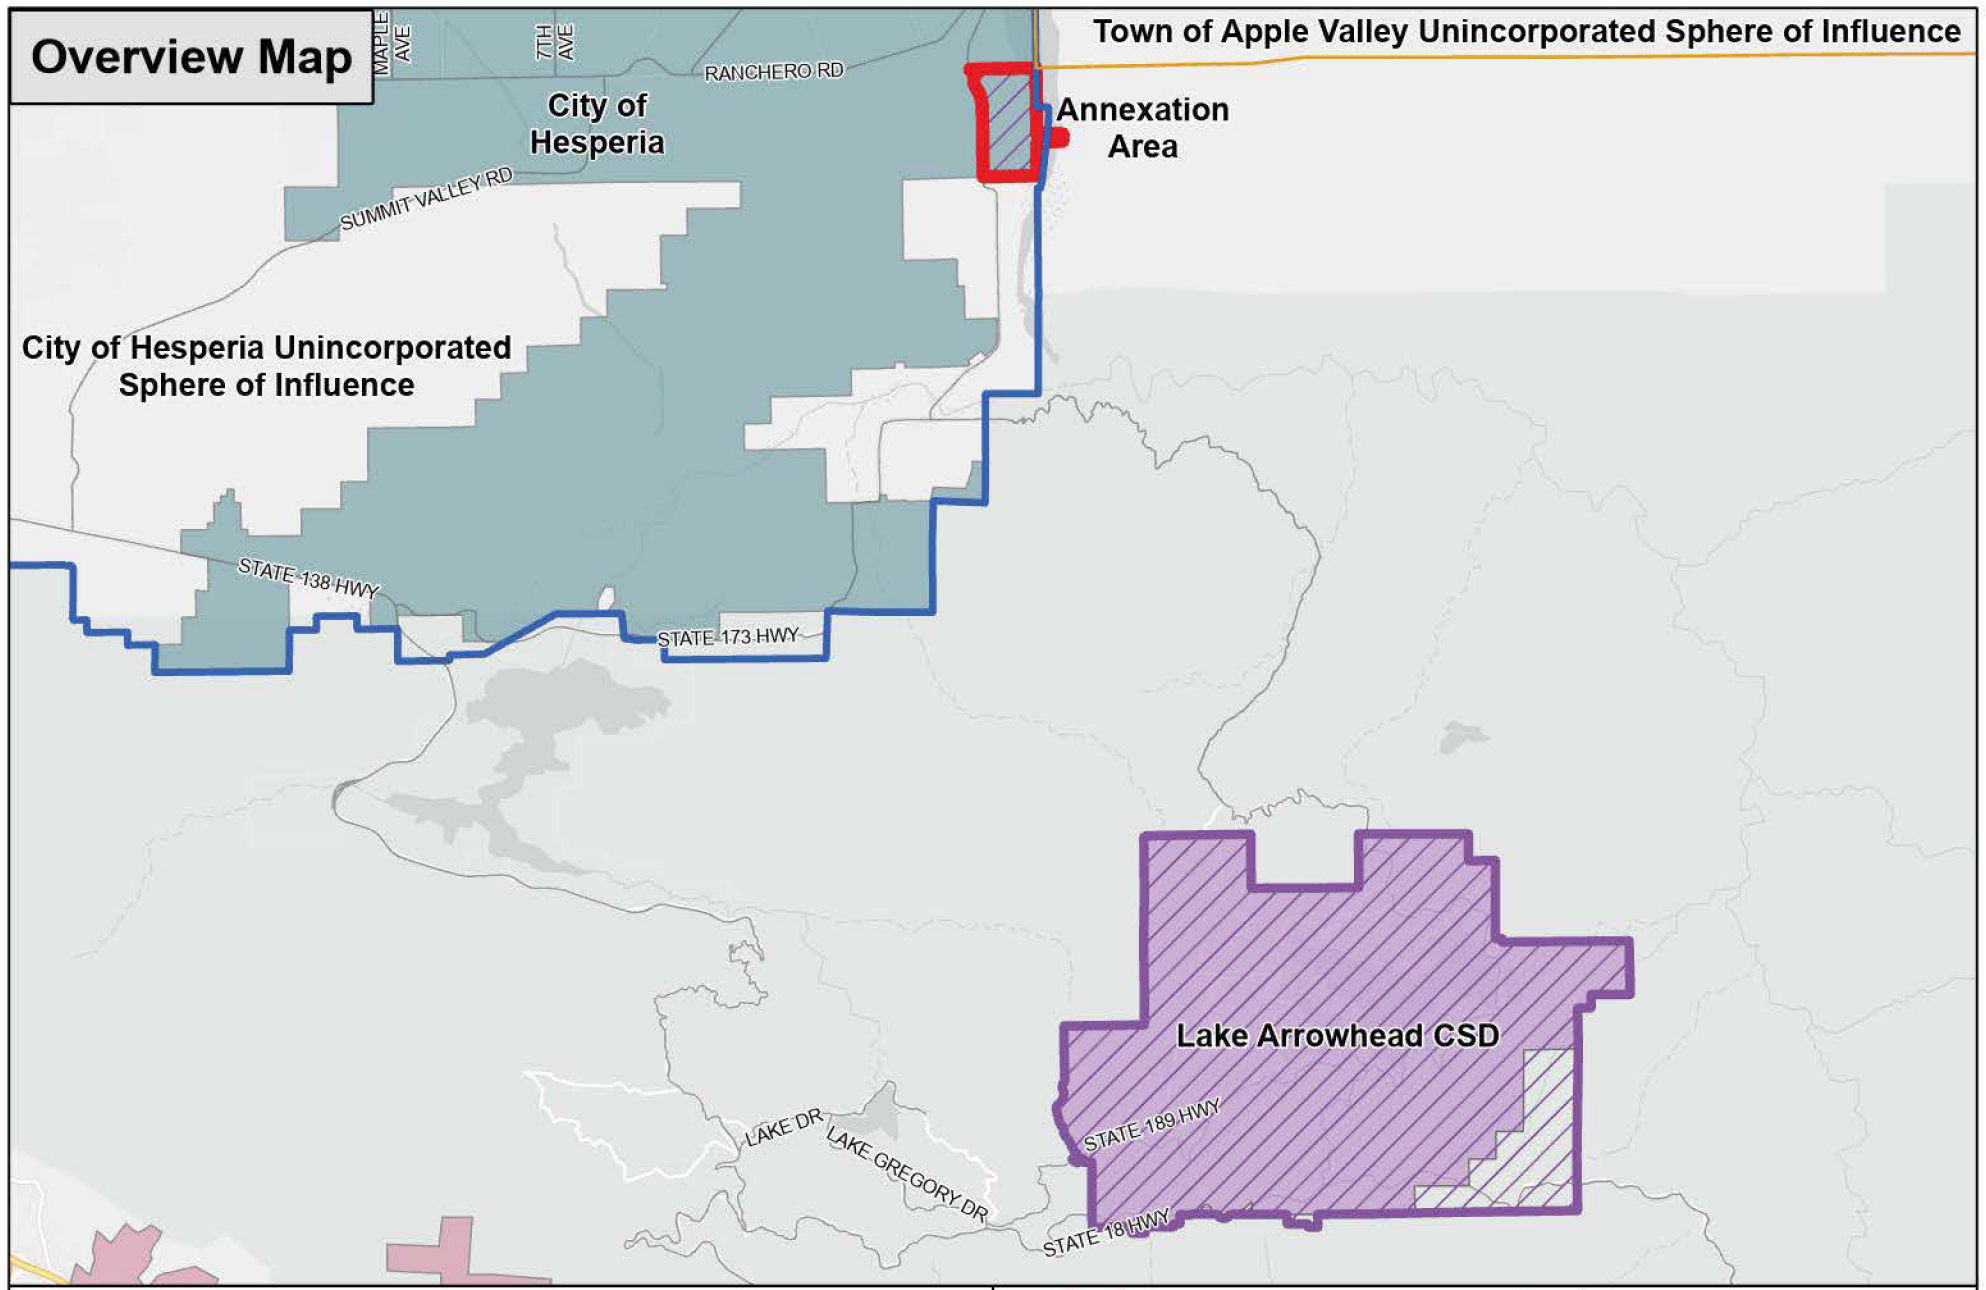 Overview Map
MAPLE
AVE
7TH
AVE
RANCHERO RD
Town of Apple Valley Unincorporated Sphere of Influence
City of
Hesperia
Annexation
Area
SUMMIT VALLEY RD
City of Hesperia Unincorporated
Sphere of Influence
STATE 138 HWY
STATE 173 HWY
Lake Arrowhead CSD
STATE 189 HWY
LAKE DR
LAKE GREGORY DR
STATE 18 HWY